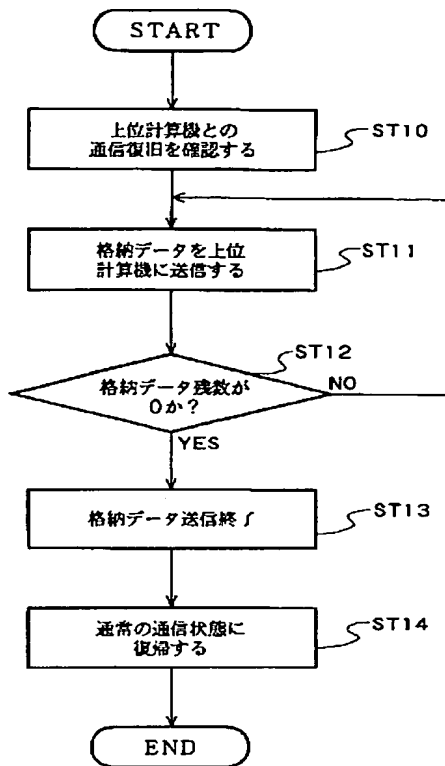 START
上位計算機との
通信復旧を確認する
ST10
格納データを上位
計算機に送信する
ST11
ST12
格納データ残数が
0か？
NO
YES
格納データ送信終了
ST13
通常の通信状態に
復帰する
ST14
END